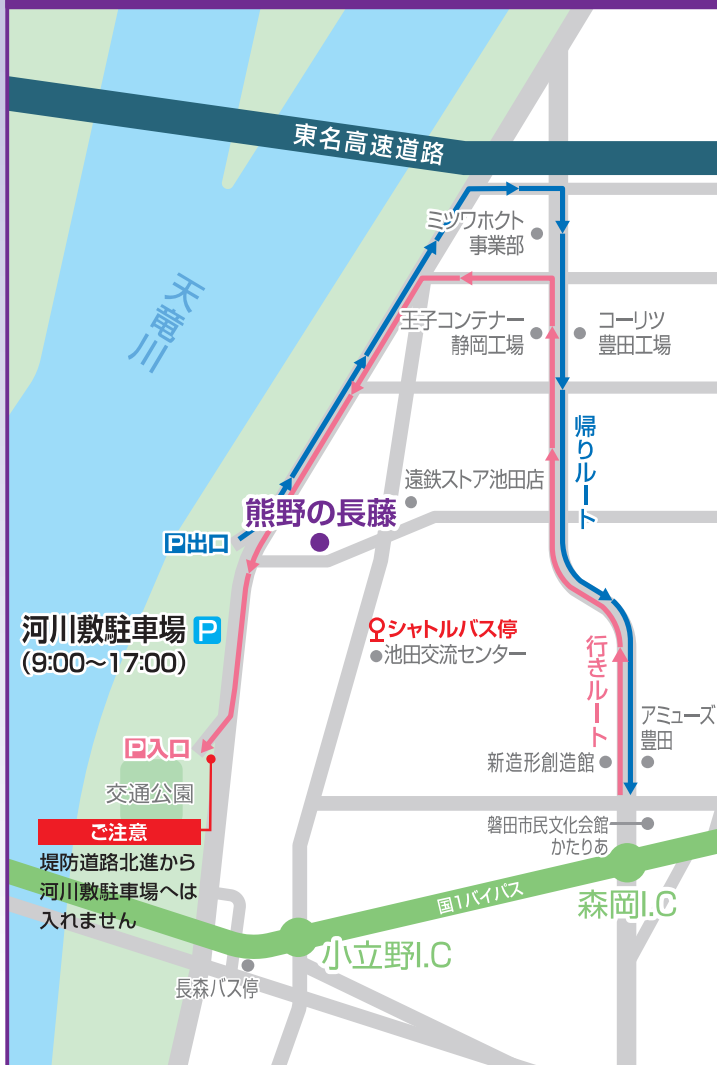 東名高速道路
ミツワホクト
事業部
天竜川
王子コンテナー
静岡工場
コーリツ
豊田工場
帰りルート
遠鉄ストア池田店
熊野の長藤
P出口
河川敷駐車場 P
(9:00〜17:00)
シャトルバス停
池田交流センター
行きルート
アミューズ
豊田
P入口
新造形創造館
交通公園
磐田市民文化会館
かたりあ
ご注意
堤防道路北進から
河川敷駐車場へは
入れません
国1バイパス
森岡I.C
小立野I.C
長森バス停